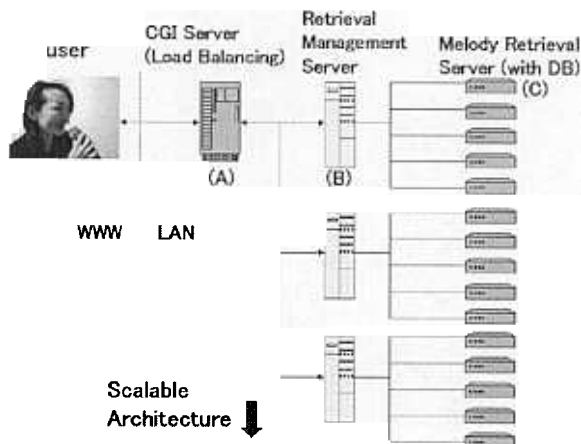 user
CGI Server
(Load Balancing)
Retrieval
Management
Server
Melody Retrieval
Server (with DB)
(C)
(A)
(B)
WWW
LAN
Scalable
Architecture